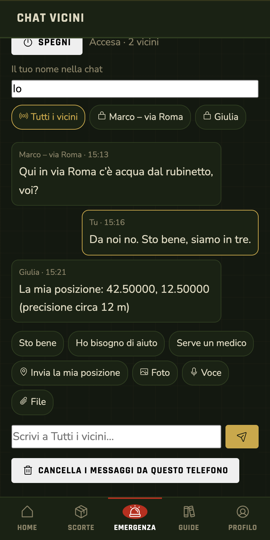 CHAT VICINI
SPEGNI
Accesa · 2 vicini
Il tuo nome nella chat
Io
Tutti i vicini
Marco – via Roma
Giulia
Marco – via Roma · 15:13
Qui in via Roma c'è acqua dal rubinetto,
voi?
Tu · 15:16
Da noi no. Sto bene, siamo in tre.
Giulia · 15:21
La mia posizione: 42.50000, 12.50000
(precisione circa 12 m)
Sto bene
Ho bisogno di aiuto
Serve un medico
Invia la mia posizione
Foto
Voce
File
Scrivi a Tutti i vicini...
CANCELLA I MESSAGGI DA QUESTO TELEFONO
HOME
SCORTE
EMERGENZA
GUIDE
PROFILO